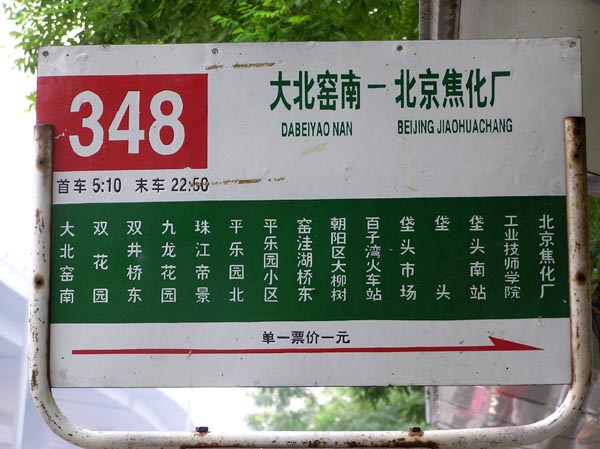 348
大北窑南 — 北京焦化厂
DABEIYAO NAN BEIJING JIAOHUACHANG
首车 5:10 末车 22:50
大北窑南
双花园
双井桥东
九龙花园
珠江帝景
平乐园北
平乐园小区
窑洼湖桥东
朝阳区大柳树
百子湾火车站
垡头市场
垡头
垡头南站
工业技师学院
北京焦化厂
单一票价一元